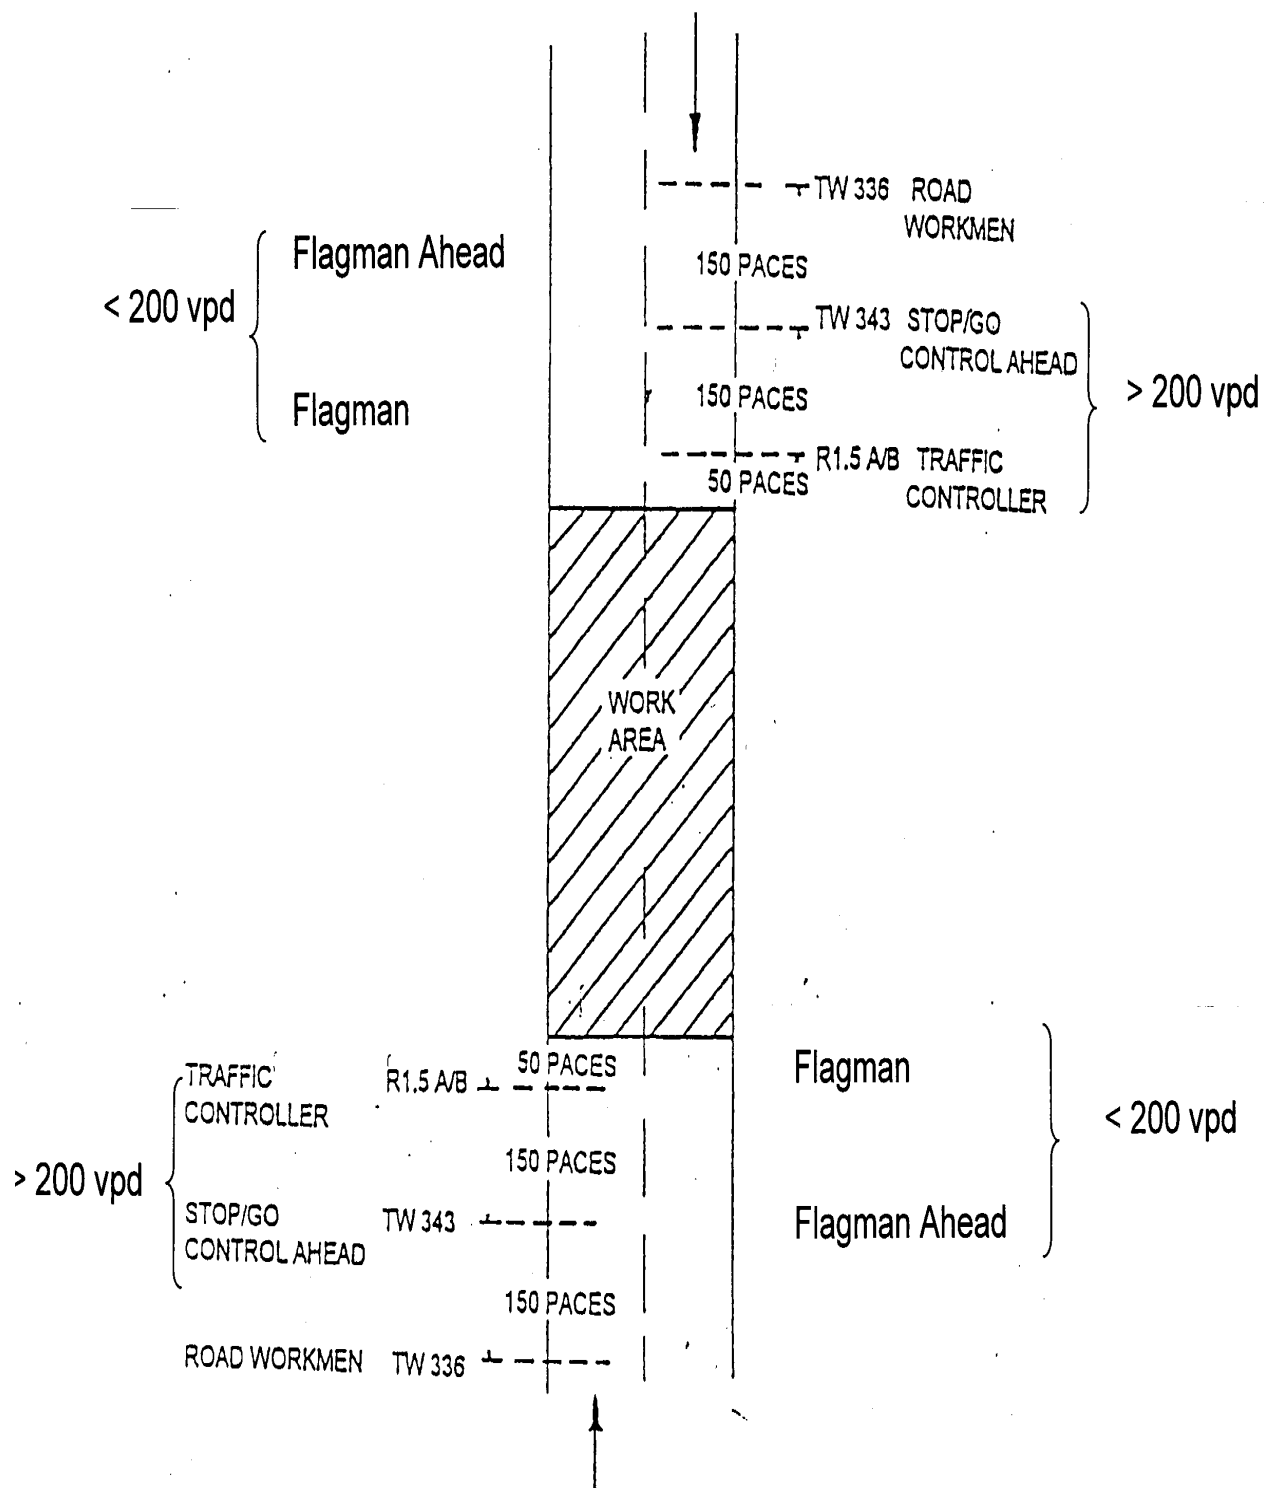 TW 336 ROAD
WORKMEN
Flagman Ahead
150 PACES
< 200 vpd
TW 343 STOP/GO
CONTROL AHEAD
150 PACES
> 200 vpd
Flagman
R1.5 A/B TRAFFIC
CONTROLLER
50 PACES
WORK
AREA
50 PACES
Flagman
TRAFFIC
CONTROLLER
R1.5 A/B
< 200 vpd
150 PACES
> 200 vpd
STOP/GO
CONTROL AHEAD
TW 343
Flagman Ahead
150 PACES
ROAD WORKMEN TW 336